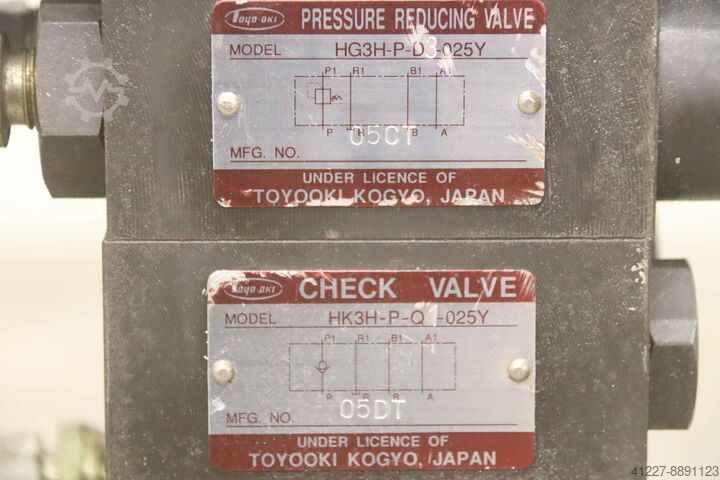 TOYO-OKI PRESSURE REDUCING VALVE
MODEL HG3H-P-D3-025Y
P1 R1 B1 A1
P R B A
05CT
MFG. NO.
UNDER LICENCE OF
TOYOOKI KOGYO, JAPAN
TOYO-OKI CHECK VALVE
MODEL HK3H-P-Q1-025Y
P1 R1 B1 A1
P R B A
05DT
MFG. NO.
UNDER LICENCE OF
TOYOOKI KOGYO, JAPAN
41227-8891123